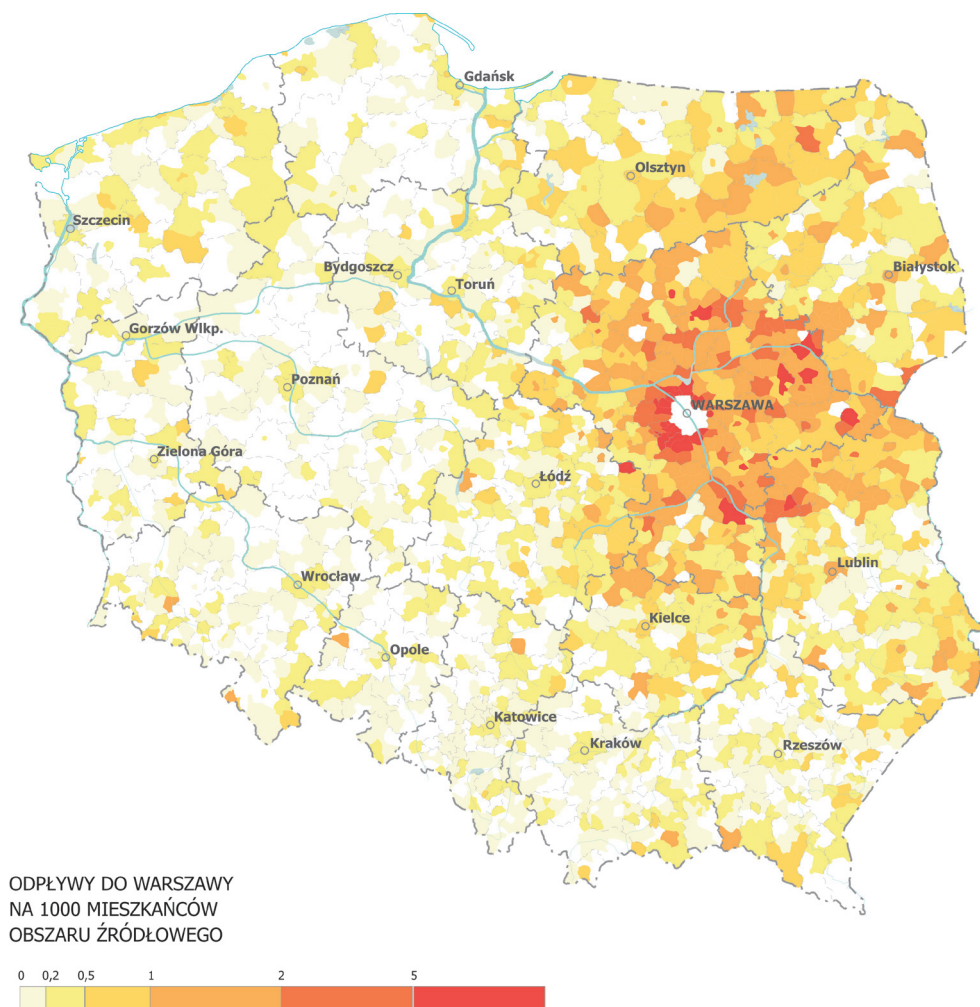 Gdańsk
Olsztyn
Szczecin
Bydgoszcz
Białystok
Toruń
Gorzów Wlkp.
Poznań
WARSZAWA
Zielona Góra
Łódź
Lublin
Wrocław
Kielce
Opole
Katowice
Kraków
Rzeszów
ODPŁYWY DO WARSZAWY
NA 1000 MIESZKAŃCÓW
OBSZARU ŹRÓDŁOWEGO
0 0,2 0,5 1 2 5